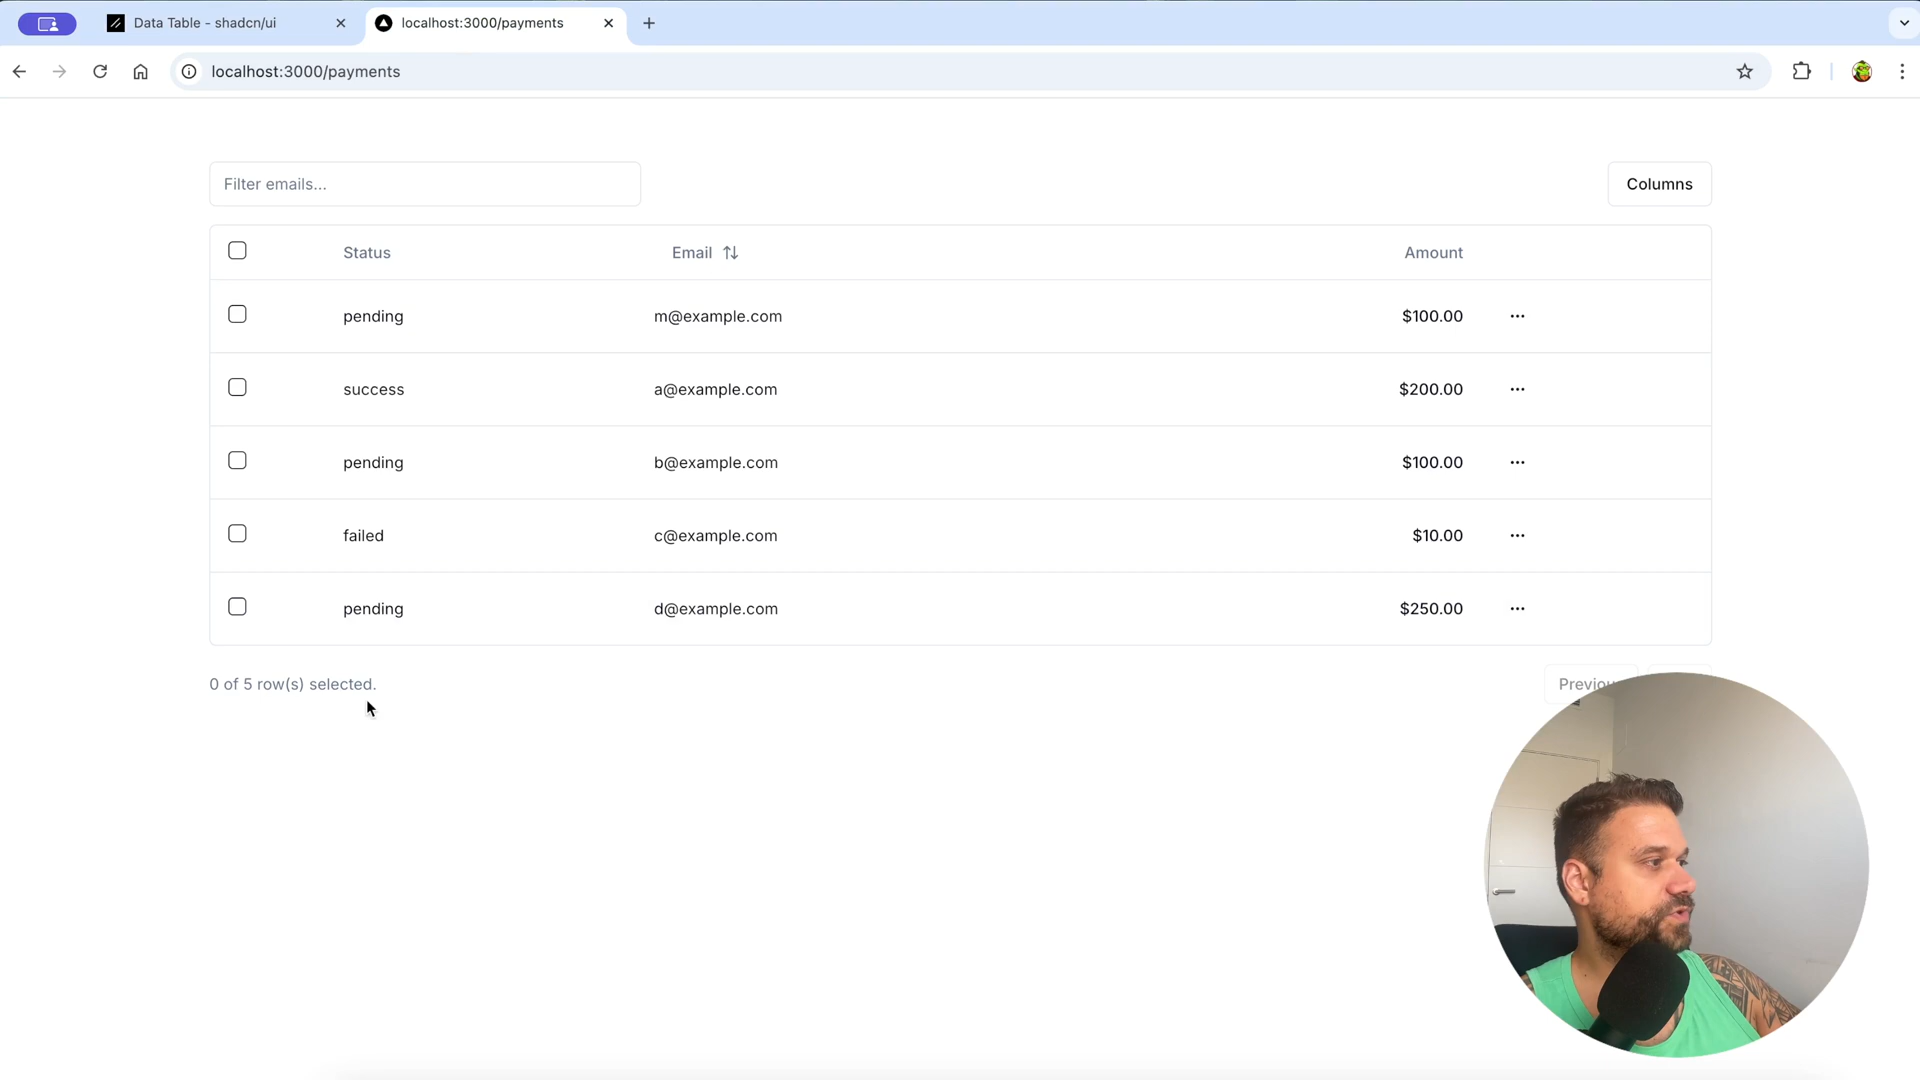 Data Table - shadcn/ui
localhost:3000/payments
localhost:3000/payments
Filter emails...
Columns
Status Email Amount
pending m@example.com $100.00 ...
success a@example.com $200.00 ...
pending b@example.com $100.00 ...
failed c@example.com $10.00 ...
pending d@example.com $250.00 ...
0 of 5 row(s) selected.